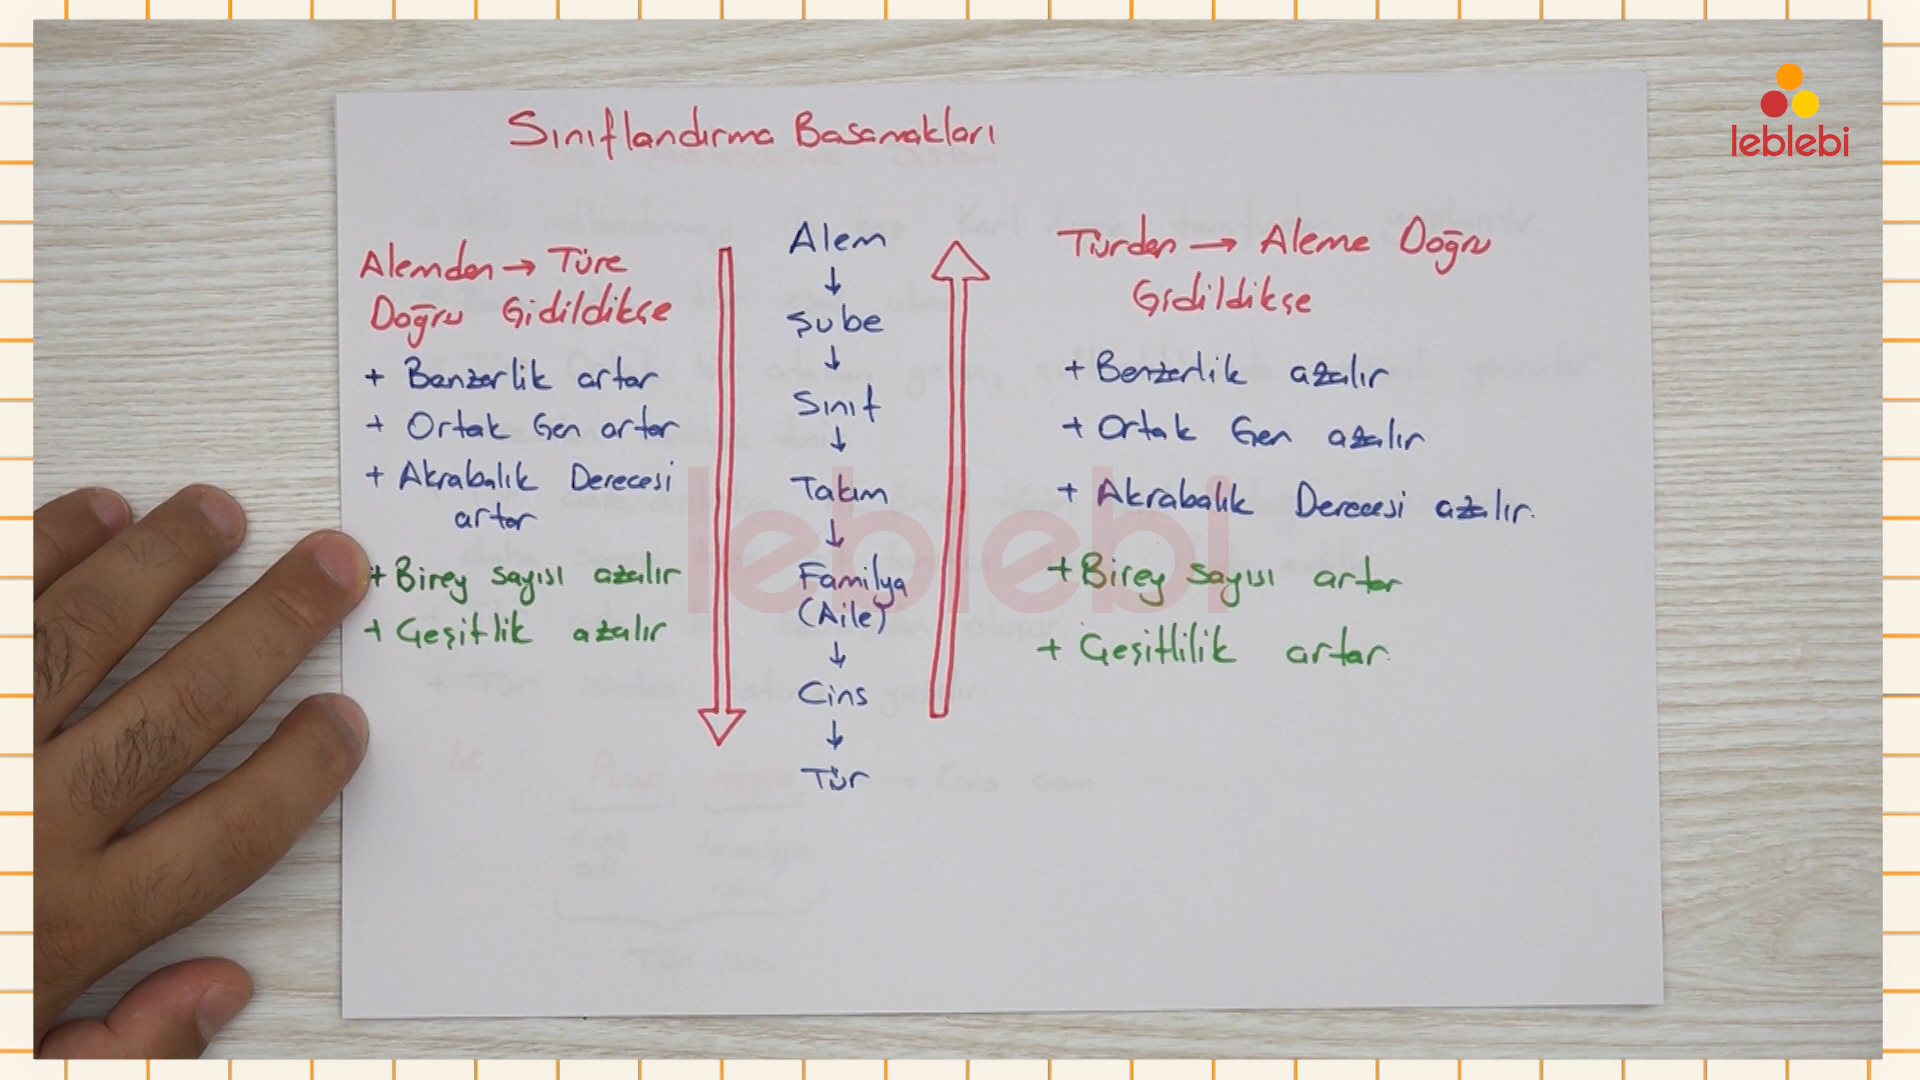 Sınıflandırma Basamakları
leblebi
Alemden → Türe
Doğru Gidildikçe
+ Benzerlik artar
+ Ortak Gen artar
+ Akrabalık Derecesi
artar
+ Birey sayısı azalır
+ Çeşitlik azalır
Alem
↓
Şube
↓
Sınıf
↓
Takım
↓
Familya
(Aile)
↓
Cins
↓
Tür
Türden → Aleme Doğru
Gidildikçe
+ Benzerlik azalır
+ Ortak Gen azalır
+ Akrabalık Derecesi azalır.
+ Birey sayısı artar
+ Çeşitlilik artar.
leblebi